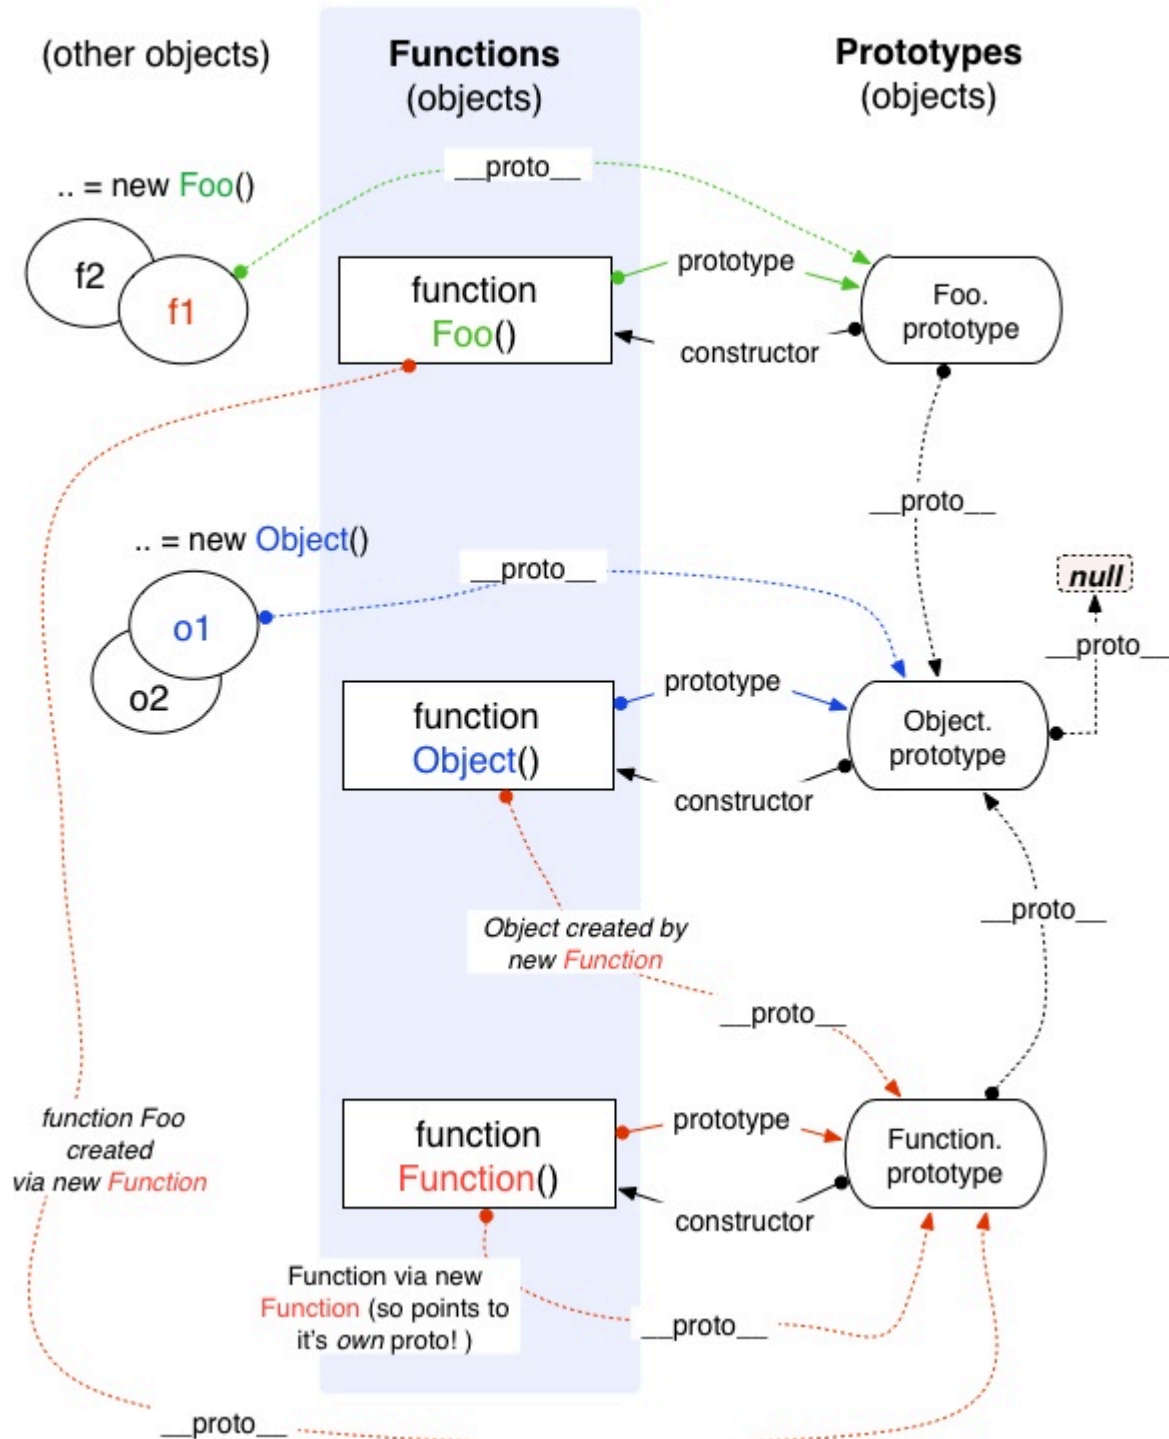 (other objects)
Functions
(objects)
Prototypes
(objects)
__proto__
.. = new Foo()
f2
f1
function
Foo()
prototype
constructor
Foo.
prototype
__proto__
.. = new Object()
__proto__
null
__proto__
o1
o2
function
Object()
prototype
constructor
Object.
prototype
__proto__
Object created by
new Function
__proto__
function Foo
created
via new Function
function
Function()
prototype
constructor
Function.
prototype
Function via new
Function (so points to
it's own proto! )
__proto__
__proto__